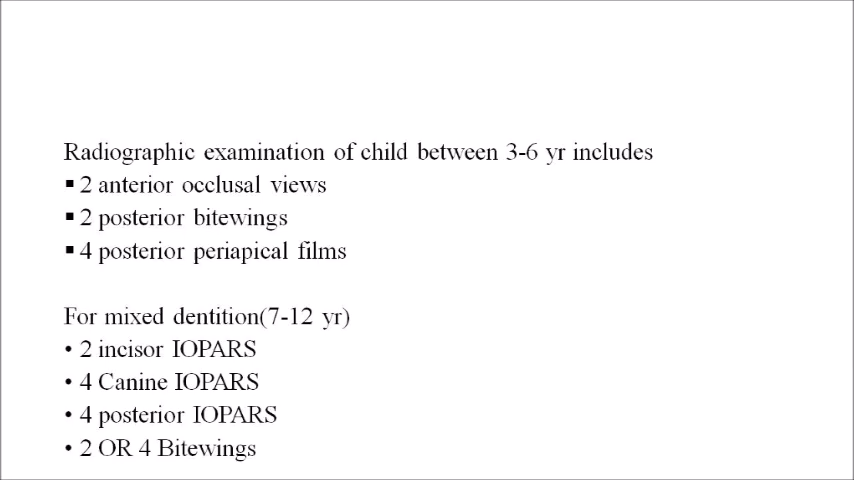 Radiographic examination of child between 3-6 yr includes
▪ 2 anterior occlusal views
▪ 2 posterior bitewings
▪ 4 posterior periapical films
For mixed dentition(7-12 yr)
• 2 incisor IOPARS
• 4 Canine IOPARS
• 4 posterior IOPARS
• 2 OR 4 Bitewings